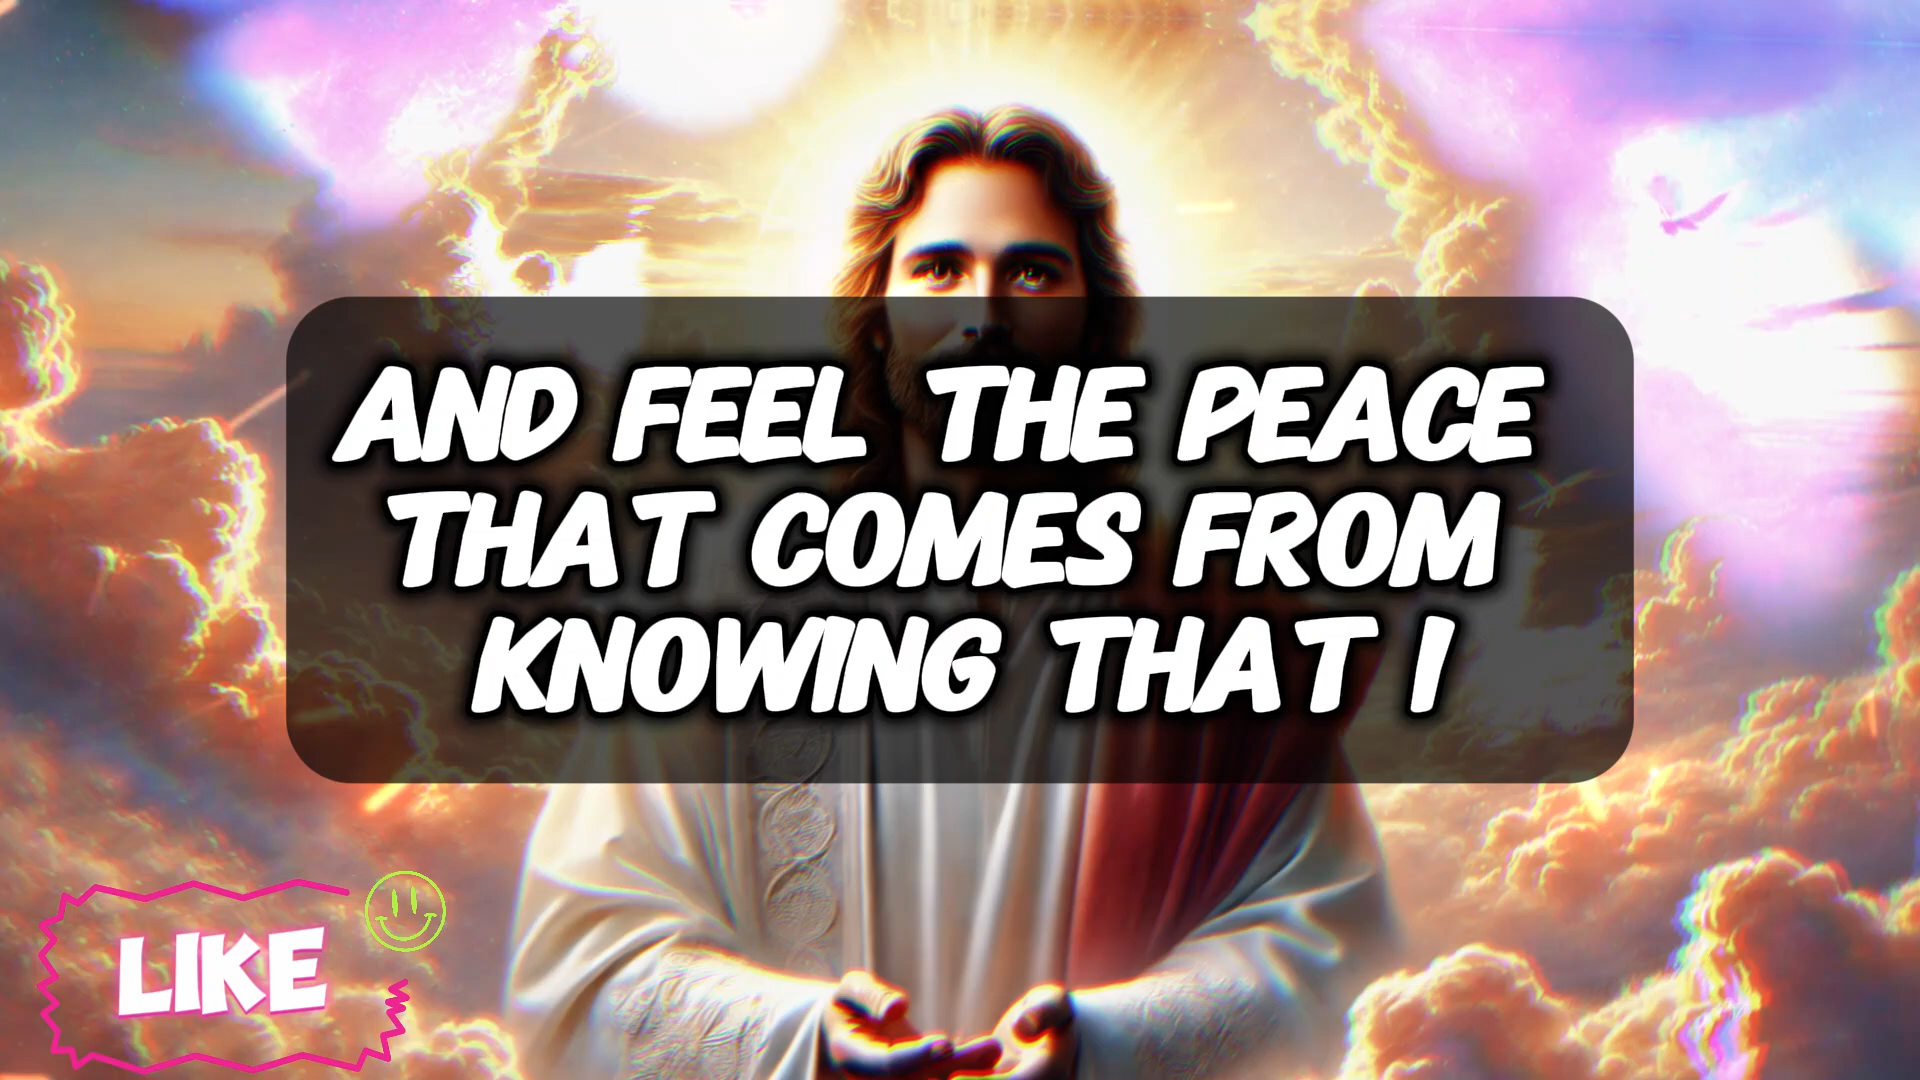 AND FEEL THE PEACE
THAT COMES FROM
KNOWING THAT I
LIKE